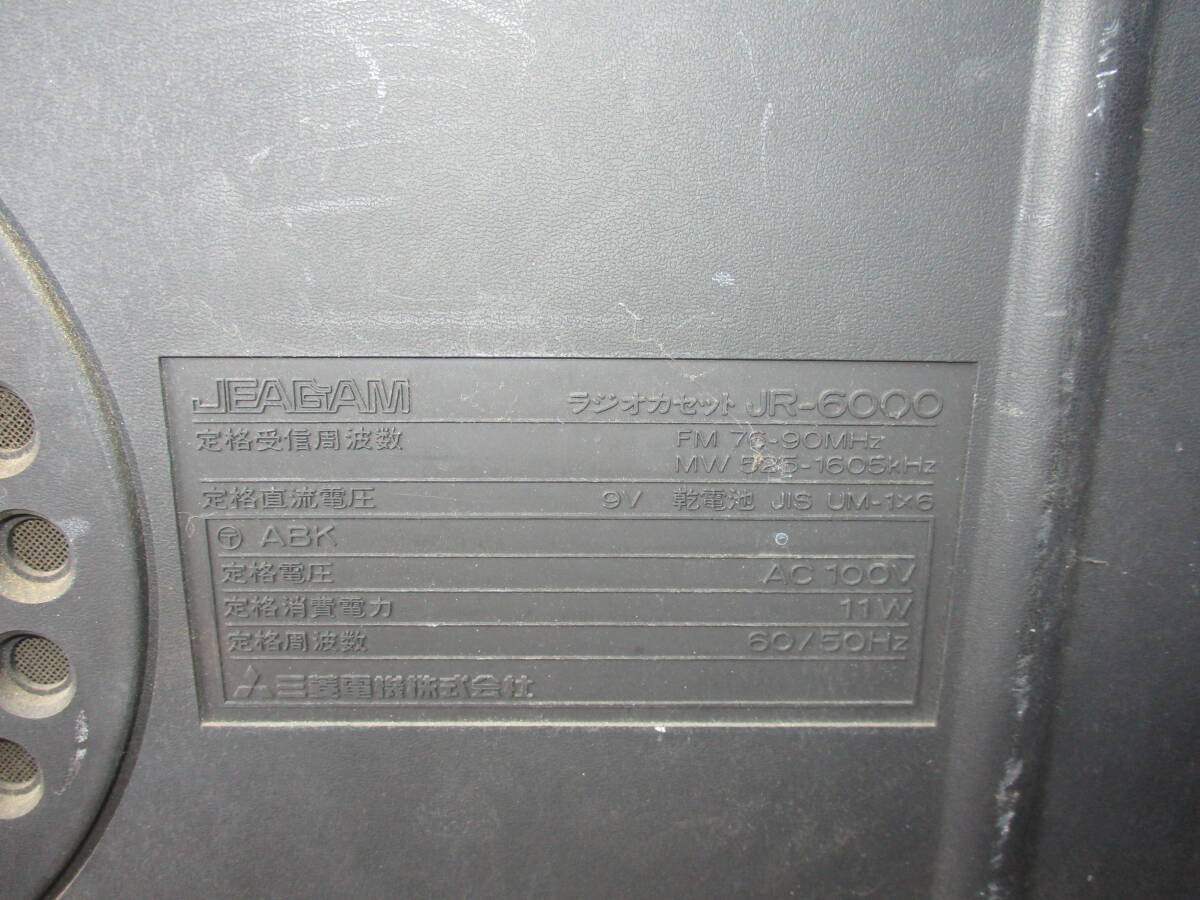 JEAGAM ラジオカセット JR-6000
定格受信周波数 FM 76-90MHz
MW 525-1605kHz
定格直流電圧 9V 乾電池 JIS UM-1×6
〶 ABK
定格電圧 AC 100V
定格消費電力 11W
定格周波数 60/50Hz
三菱電機株式会社